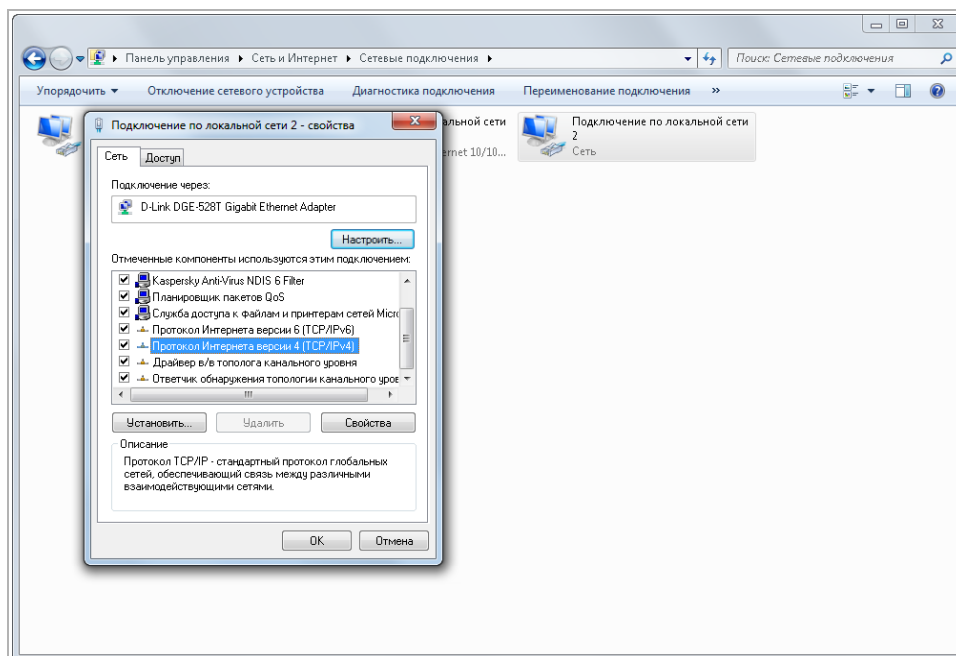 Панель управления ▸ Сеть и Интернет ▸ Сетевые подключения ▸
Поиск: Сетевые подключения
Упорядочить Отключение сетевого устройства Диагностика подключения Переименование подключения »
Подключение по локальной сети 2 - свойства
Сеть Доступ
Подключение через:
D-Link DGE-528T Gigabit Ethernet Adapter
Настроить...
Отмеченные компоненты используются этим подключением:
Kaspersky Anti-Virus NDIS 6 Filter
Планировщик пакетов QoS
Служба доступа к файлам и принтерам сетей Micro
Протокол Интернета версии 6 (TCP/IPv6)
Протокол Интернета версии 4 (TCP/IPv4)
Драйвер в/в тополога канального уровня
Ответчик обнаружения топологии канального уров
Установить... Удалить Свойства
Описание
Протокол TCP/IP - стандартный протокол глобальных
сетей, обеспечивающий связь между различными
взаимодействующими сетями.
OK Отмена
альной сети
ernet 10/10...
Подключение по локальной сети
2
Сеть